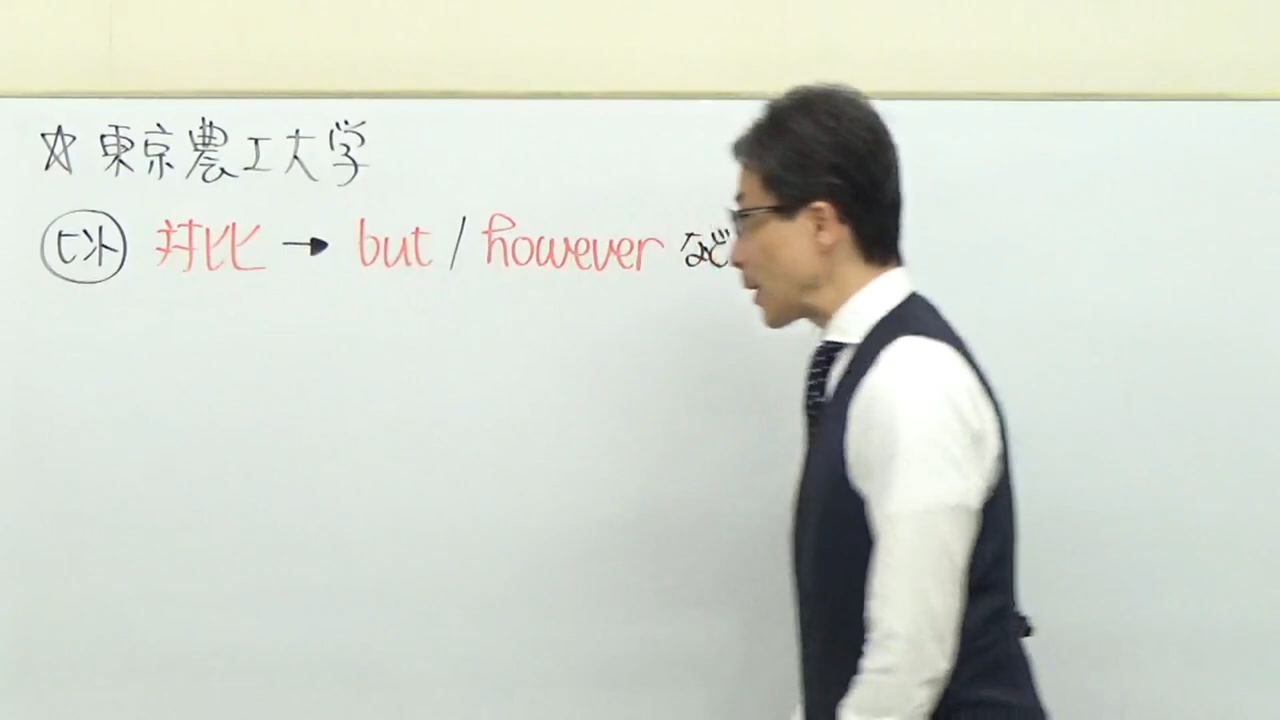 ☆ 東京農工大学
ヒント 対比 → but / however など